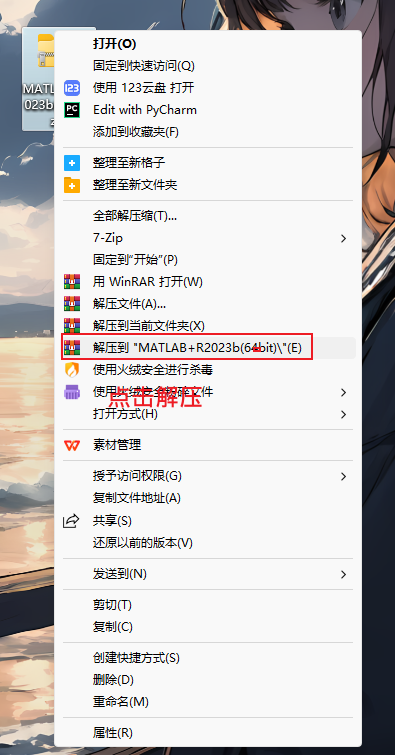 打开(O)
固定到快速访问(Q)
使用 123云盘 打开
Edit with PyCharm
添加到收藏夹(F)
整理至新格子
整理至新文件夹
全部解压缩(T)...
7-Zip
固定到"开始"(P)
用 WinRAR 打开(W)
解压文件(A)...
解压到当前文件夹(X)
解压到 "MATLAB+R2023b(64bit)\"(E)
使用火绒安全进行杀毒
使用火绒安全粉碎文件
点击解压
打开方式(H)
素材管理
授予访问权限(G)
复制文件地址(A)
共享(S)
还原以前的版本(V)
发送到(N)
剪切(T)
复制(C)
创建快捷方式(S)
删除(D)
重命名(M)
属性(R)
MATL
023b